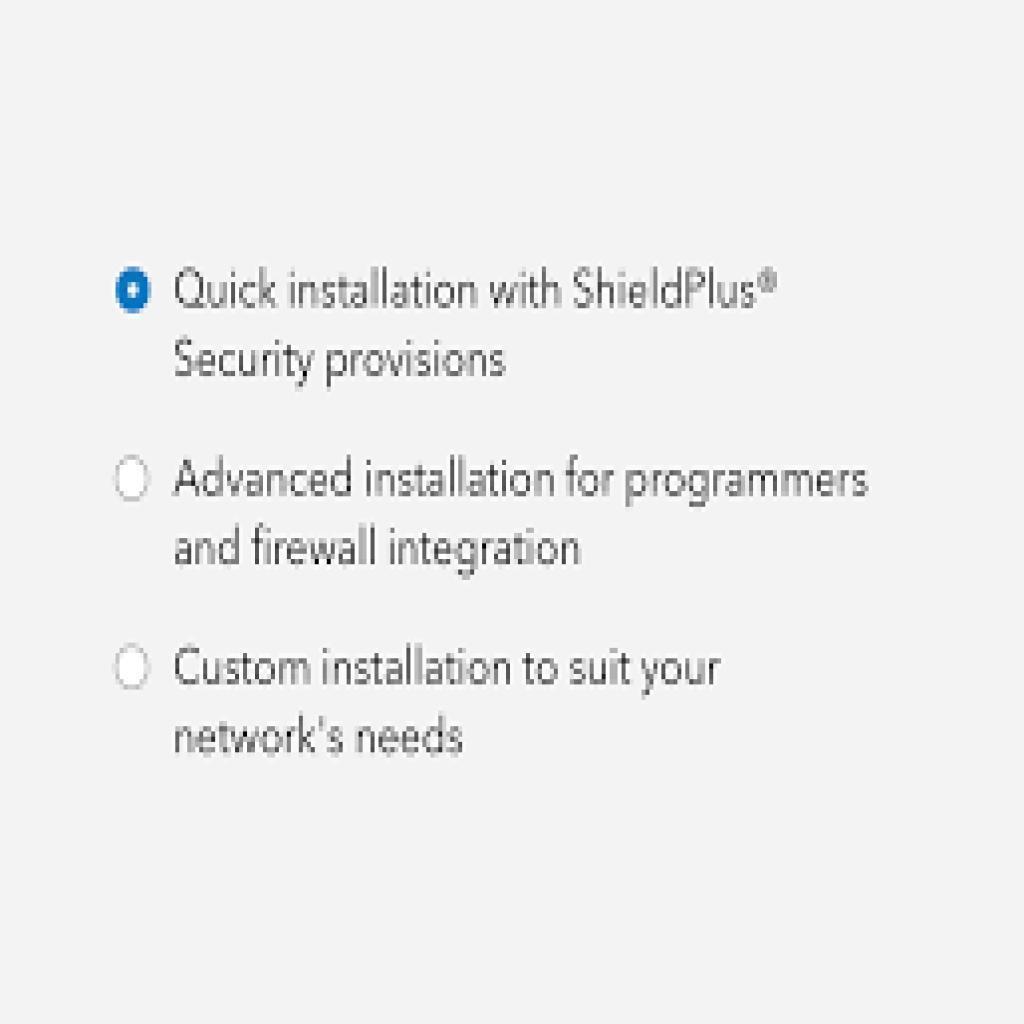 Quick installation with ShieldPlus®
Security provisions
Advanced installation for programmers
and firewall integration
Custom installation to suit your
network's needs